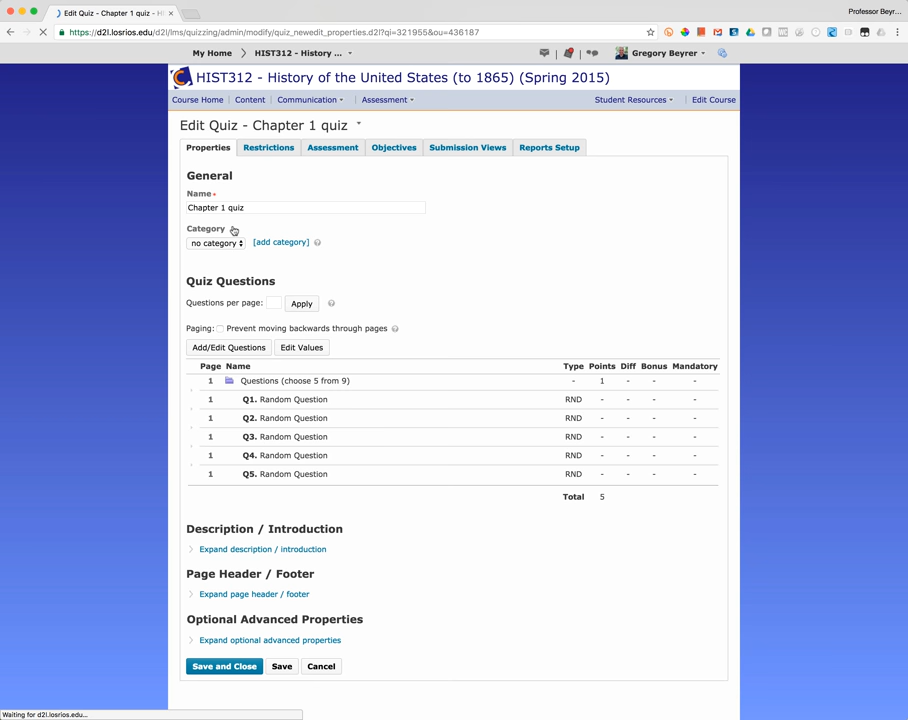 Edit Quiz - Chapter 1 quiz - HI
Professor Beyr...
https://d2l.losrios.edu/d2l/lms/quizzing/admin/modify/quiz_newedit_properties.d2l?qi=321955&ou=436187
My Home
HIST312 - History ...
Gregory Beyrer
HIST312 - History of the United States (to 1865) (Spring 2015)
Course Home Content Communication Assessment Student Resources Edit Course
Edit Quiz - Chapter 1 quiz
Properties Restrictions Assessment Objectives Submission Views Reports Setup
General
Name
Chapter 1 quiz
Category
no category [add category]
Quiz Questions
Questions per page: Apply
Paging: Prevent moving backwards through pages
Add/Edit Questions Edit Values
Page Name Type Points Diff Bonus Mandatory
1 Questions (choose 5 from 9) - 1 - - -
1 Q1. Random Question RND - - - -
1 Q2. Random Question RND - - - -
1 Q3. Random Question RND - - - -
1 Q4. Random Question RND - - - -
1 Q5. Random Question RND - - - -
Total 5
Description / Introduction
Expand description / introduction
Page Header / Footer
Expand page header / footer
Optional Advanced Properties
Expand optional advanced properties
Save and Close Save Cancel
Waiting for d2l.losrios.edu...